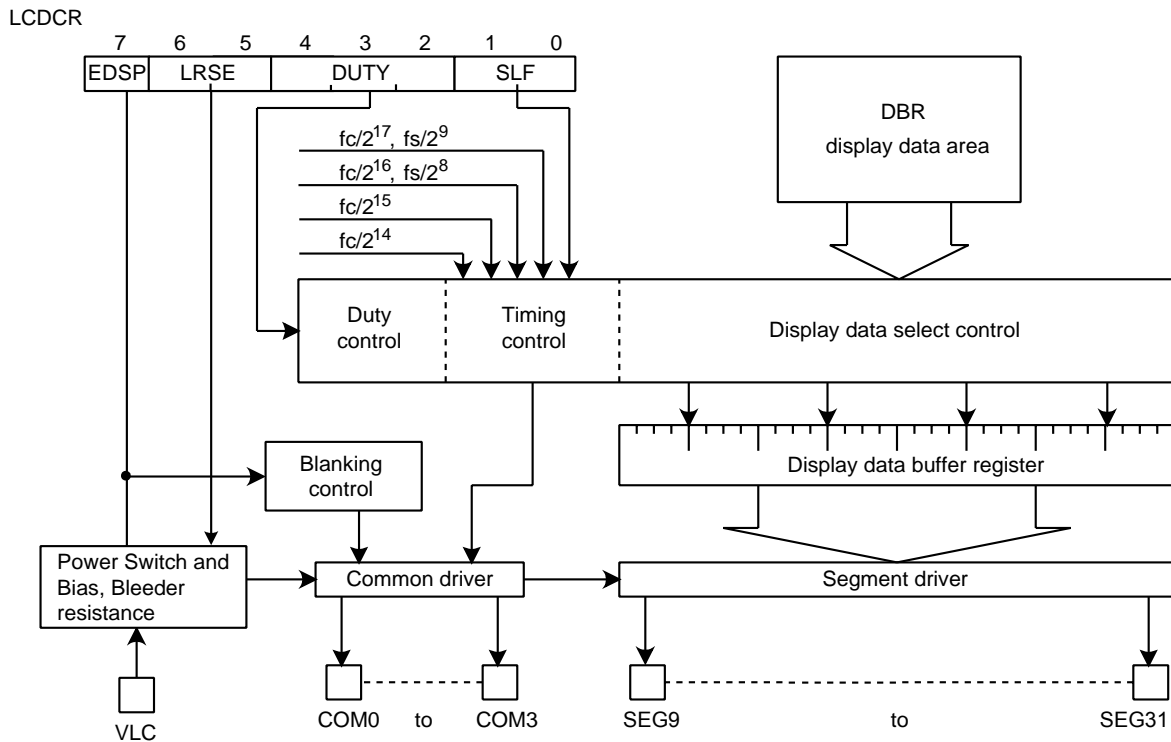 LCDCR
7 6 5 4 3 2 1 0
EDSP LRSE DUTY SLF
fc/2^17, fs/2^9
fc/2^16, fs/2^8
fc/2^15
fc/2^14
DBR
display data area
Duty
control
Timing
control
Display data select control
Blanking
control
Display data buffer register
Power Switch and
Bias, Bleeder
resistance
Common driver
Segment driver
VLC
COM0 to COM3
SEG9 to SEG31